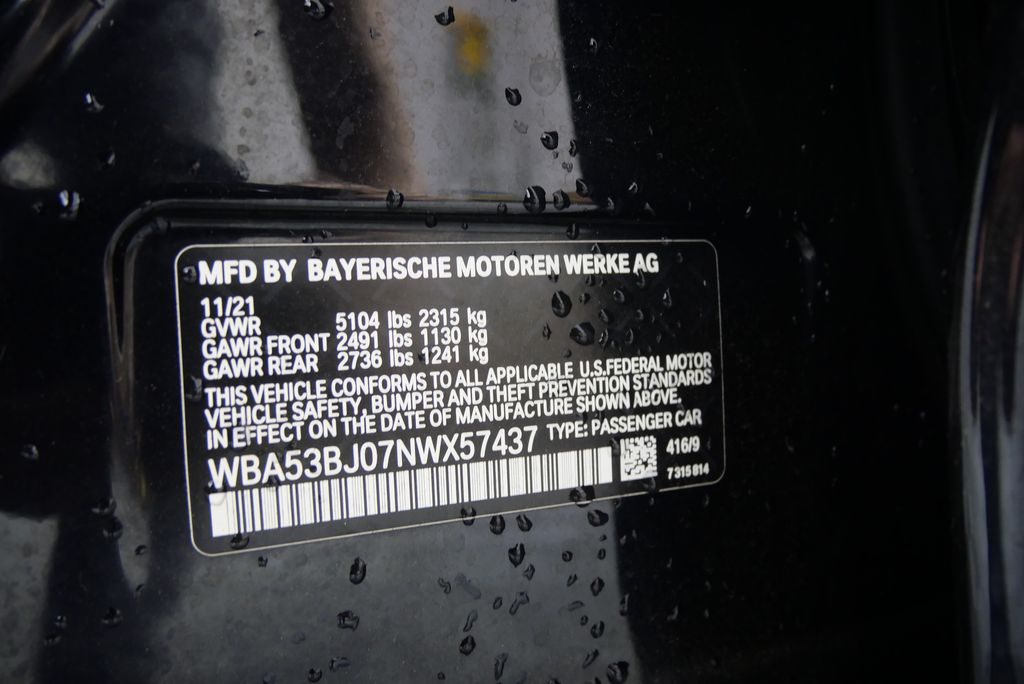 MFD BY BAYERISCHE MOTOREN WERKE AG
11/21
GVWR 5104 lbs 2315 kg
GAWR FRONT 2491 lbs 1130 kg
GAWR REAR 2736 lbs 1241 kg
THIS VEHICLE CONFORMS TO ALL APPLICABLE U.S.FEDERAL MOTOR
VEHICLE SAFETY, BUMPER AND THEFT PREVENTION STANDARDS
IN EFFECT ON THE DATE OF MANUFACTURE SHOWN ABOVE.
WBA53BJ07NWX57437 TYPE: PASSENGER CAR
416/9
7315814